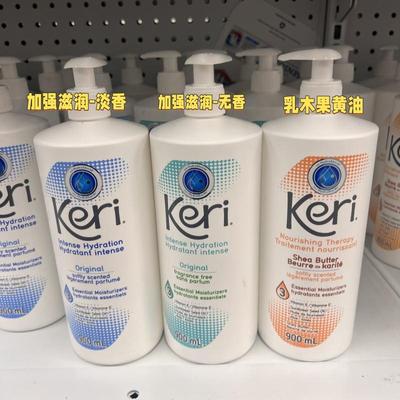 加强滋润-淡香
加强滋润-无香
乳木果黄油
Keri
Intense Hydration
Hydratant intense
Original
softly scented
légèrement parfumé
Essential Moisturizers
hydratants essentiels
900 mL
Keri
Intense Hydration
Hydratant intense
Original
fragrance free
sans parfum
Essential Moisturizers
hydratants essentiels
900 mL
Keri
Nourishing Therapy
Traitement nourrissant
Shea Butter
Beurre de karité
softly scented
légèrement parfumé
3
Essential Moisturizers
hydratants essentiels
900 mL